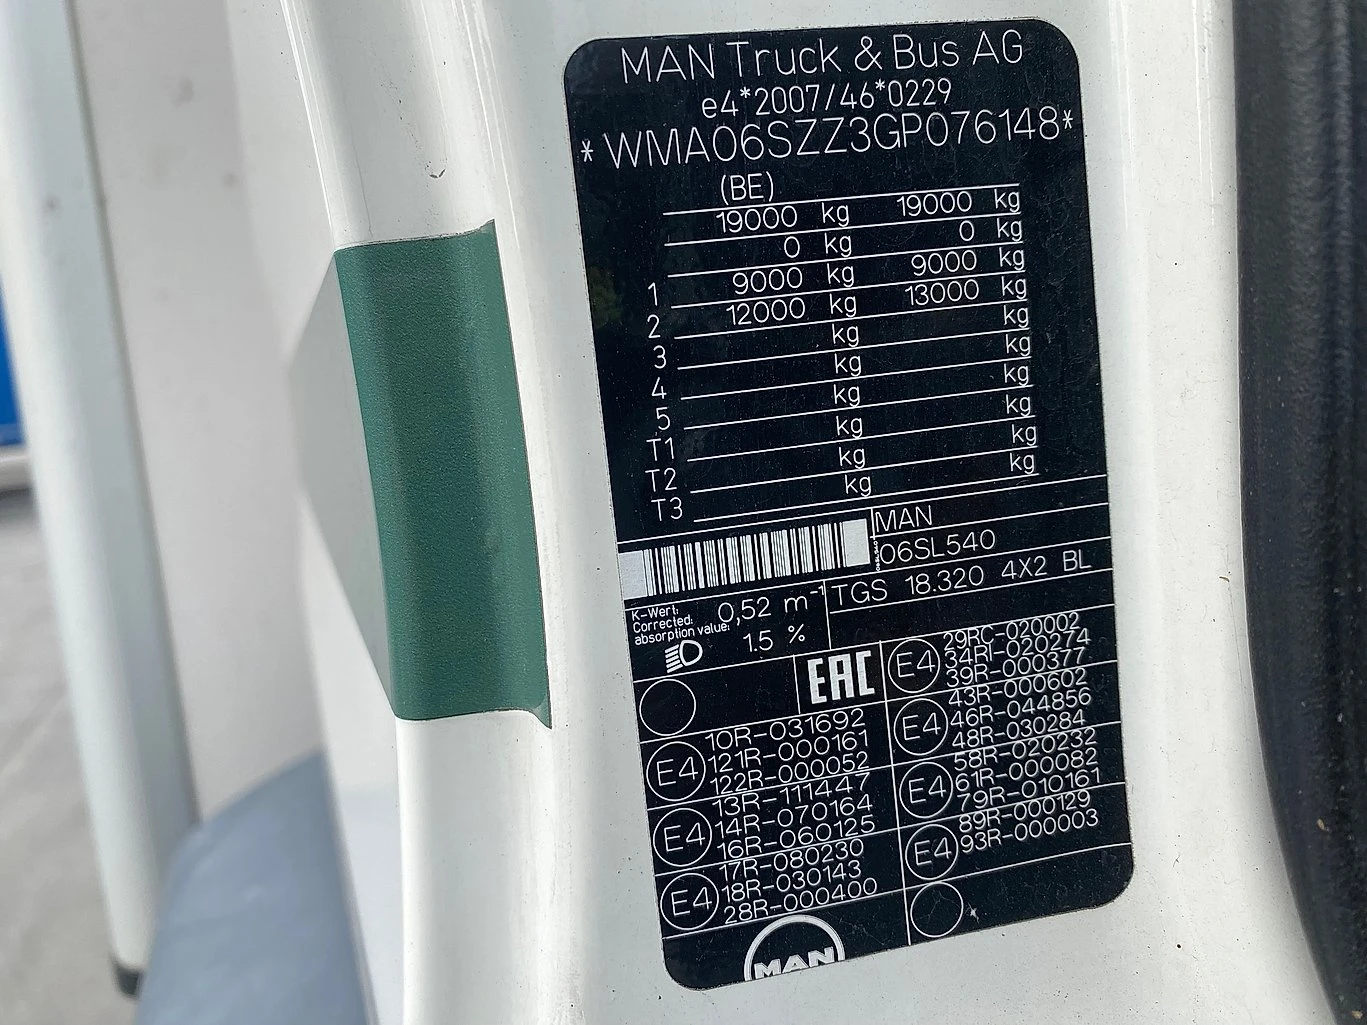 MAN Truck & Bus AG
e4*2007/46*0229
*WMA06SZZ3GP076148*
(BE)
19000 kg 19000 kg
0 kg 0 kg
1 9000 kg 9000 kg
2 12000 kg 13000 kg
3 kg kg
4 kg kg
5 kg kg
T1 kg kg
T2 kg kg
T3 kg kg
MAN
06SL540
TGS 18.320 4X2 BL
K-Wert:
Corrected:
absorption value:
0,52 m-1
1.5 %
EAC
E4
10R-031692
121R-000161
122R-000052
E4
13R-111447
14R-070164
16R-060125
E4
17R-080230
18R-030143
28R-000400
E4
29RC-020002
34RI-020274
39R-000377
E4
43R-000602
46R-044856
48R-030284
E4
58R-020232
61R-000082
79R-010161
E4
89R-000129
93R-000003
MAN